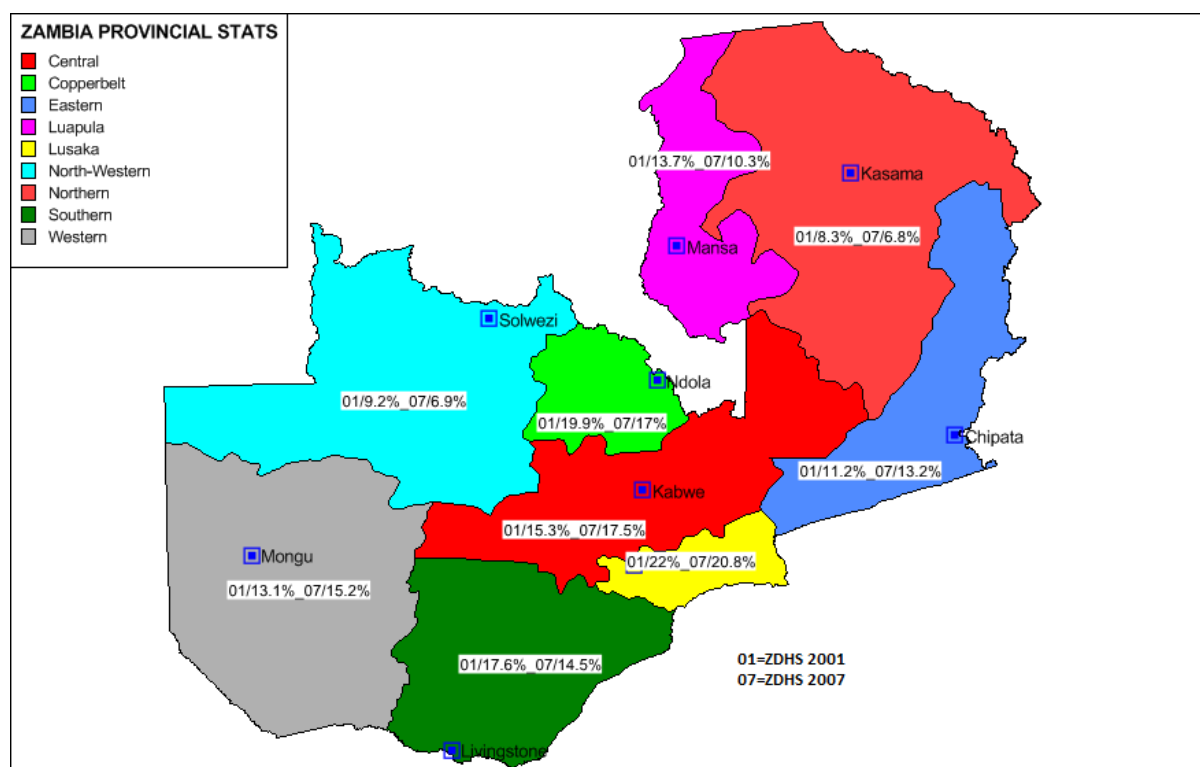 ZAMBIA PROVINCIAL STATS
Central
Copperbelt
Eastern
Luapula
Lusaka
North-Western
Northern
Southern
Western
01/13.7%_07/10.3%
Kasama
01/8.3%_07/6.8%
Mansa
Solwezi
Ndola
01/9.2%_07/6.9%
01/19.9%_07/17%
Chipata
01/11.2%_07/13.2%
Kabwe
01/15.3%_07/17.5%
Mongu
01/22%_07/20.8%
01/13.1%_07/15.2%
01/17.6%_07/14.5%
01=ZDHS 2001
07=ZDHS 2007
Livingstone